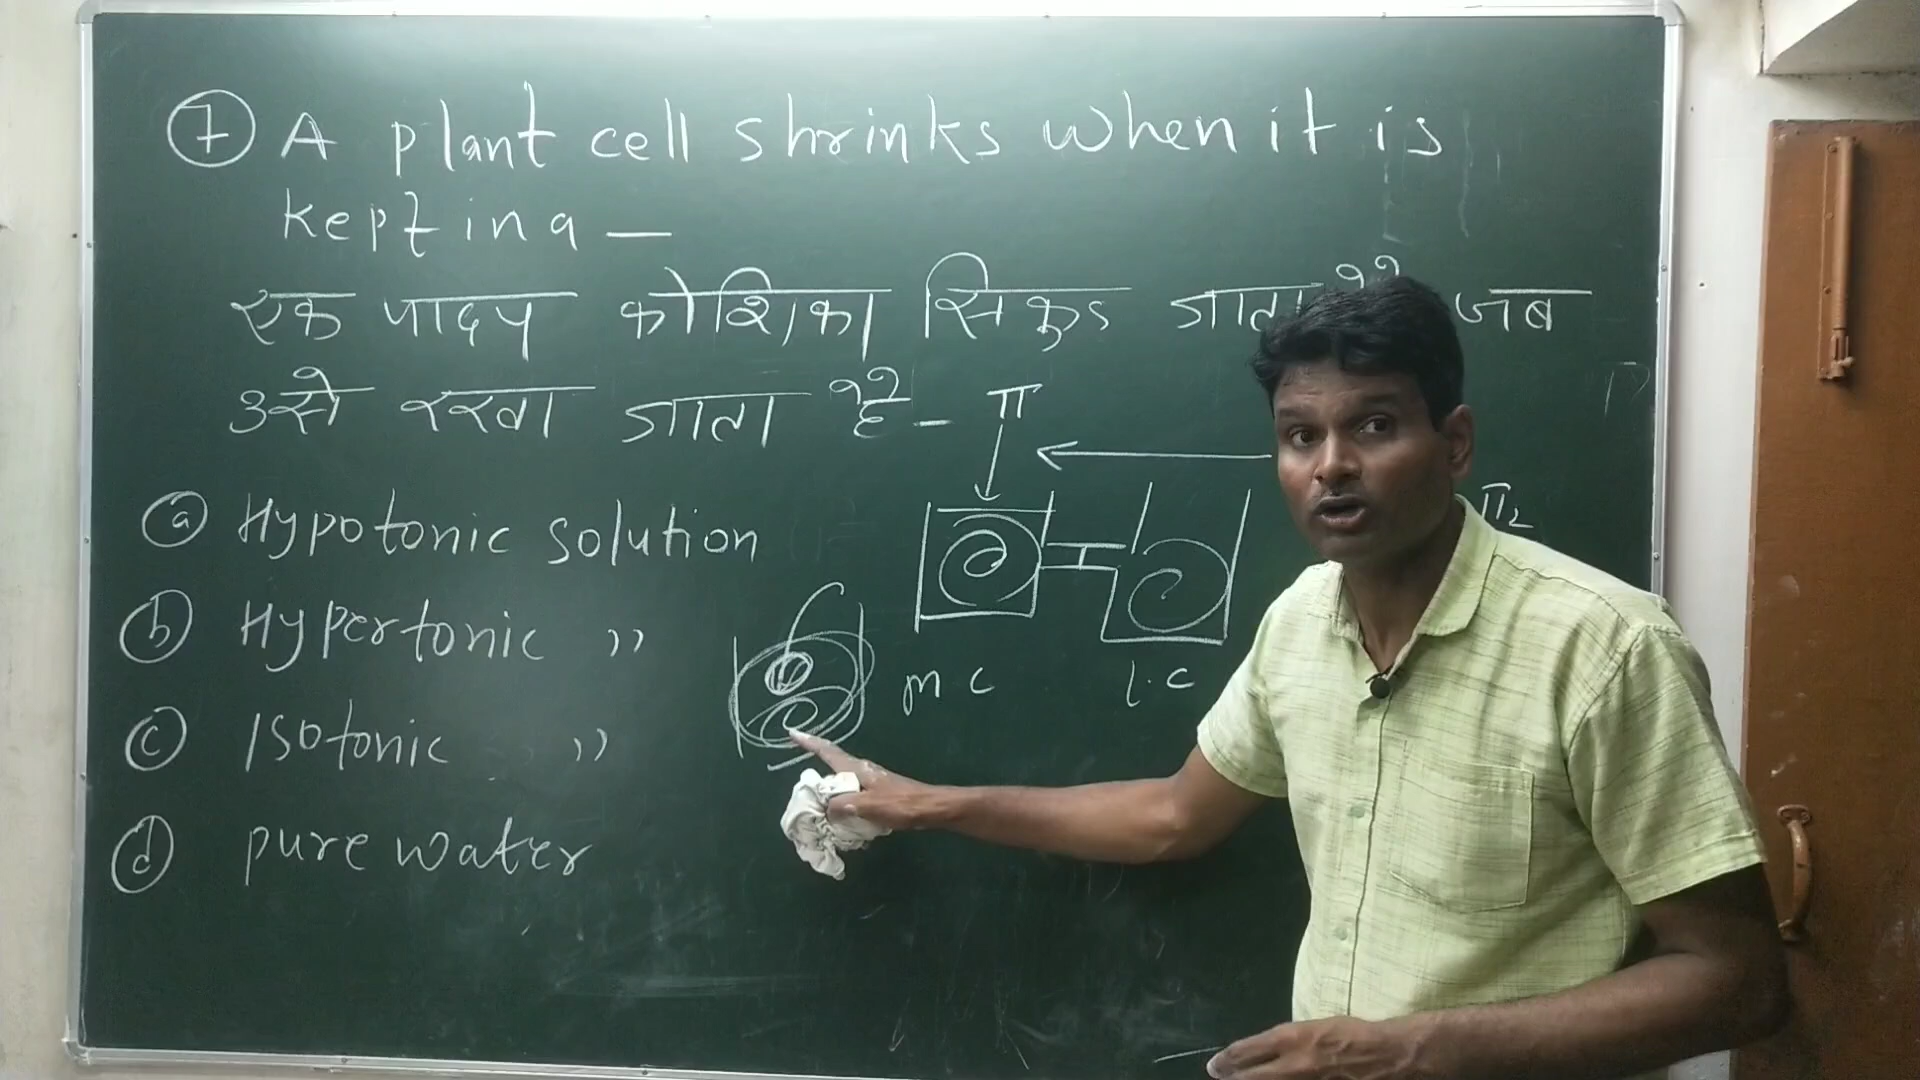 7 A plant cell shrinks when it is
kept in a —
एक पादप कोशिका सिकुड जाता है जब
उसे रखा जाता है -
a Hypotonic solution
b Hypertonic ,,
c Isotonic ,,
d pure water
π
π2
m c
l.c